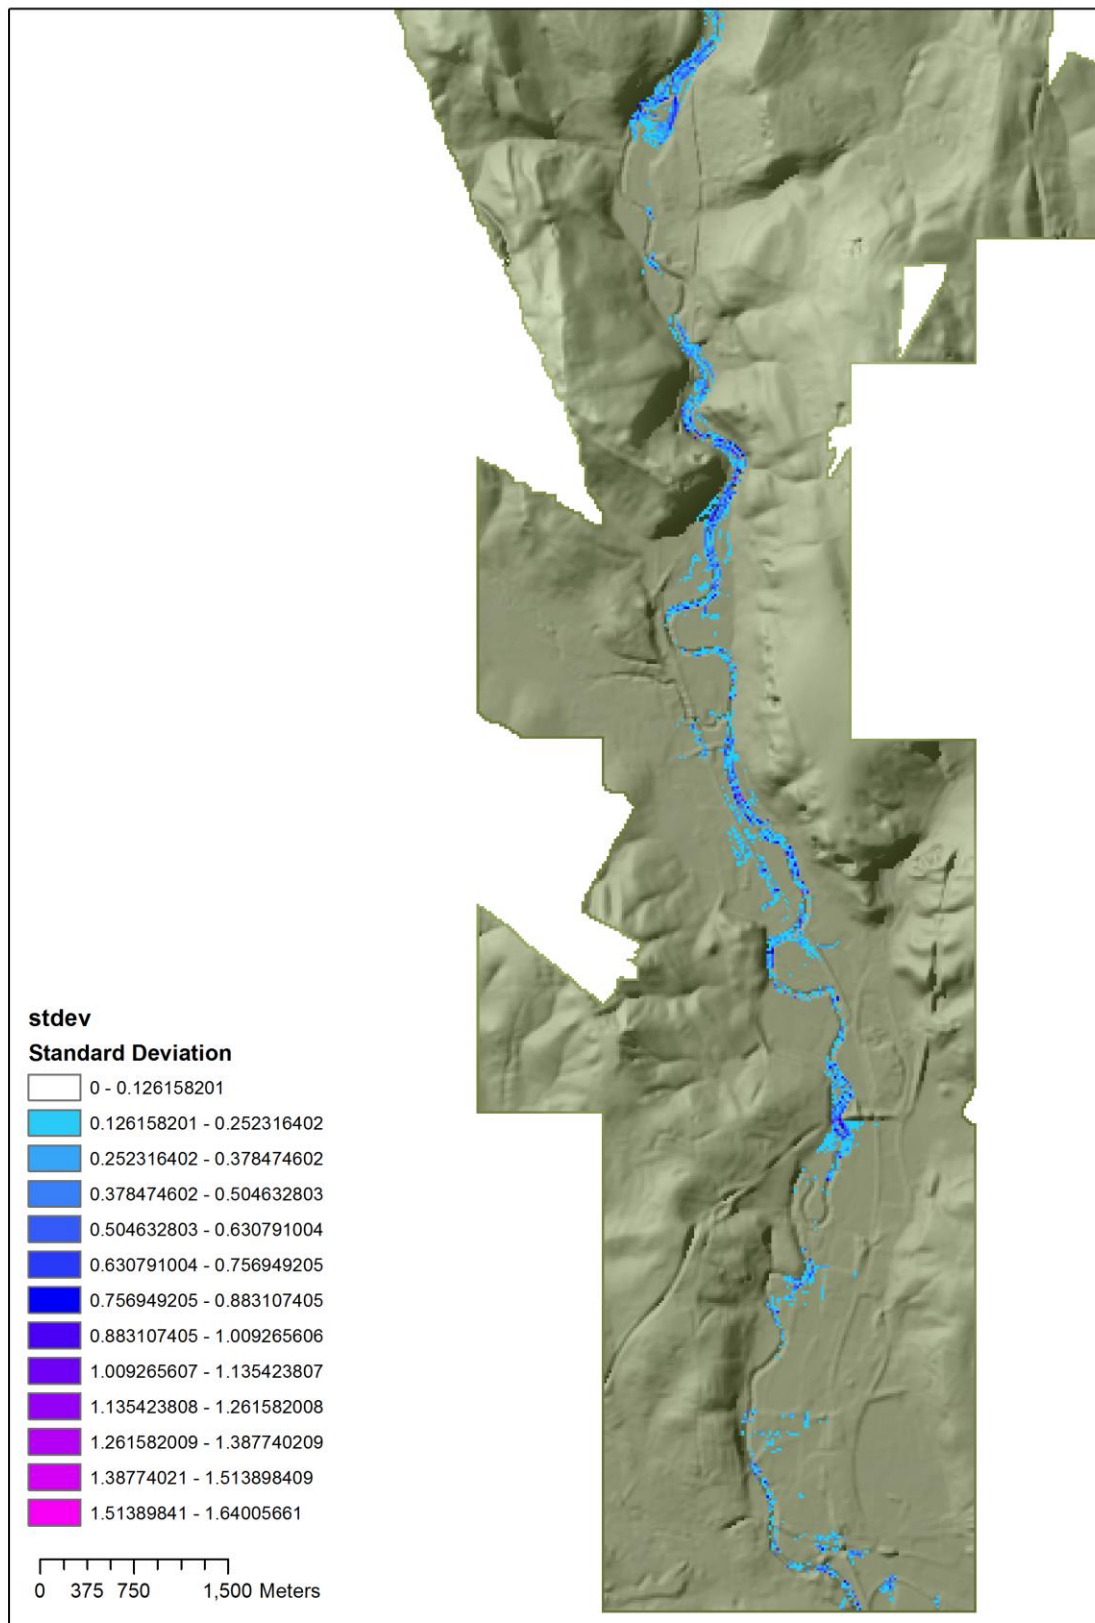 stdev
Standard Deviation
0 - 0.126158201
0.126158201 - 0.252316402
0.252316402 - 0.378474602
0.378474602 - 0.504632803
0.504632803 - 0.630791004
0.630791004 - 0.756949205
0.756949205 - 0.883107405
0.883107405 - 1.009265606
1.009265607 - 1.135423807
1.135423808 - 1.261582008
1.261582009 - 1.387740209
1.38774021 - 1.513898409
1.51389841 - 1.64005661
0 375 750 1,500 Meters